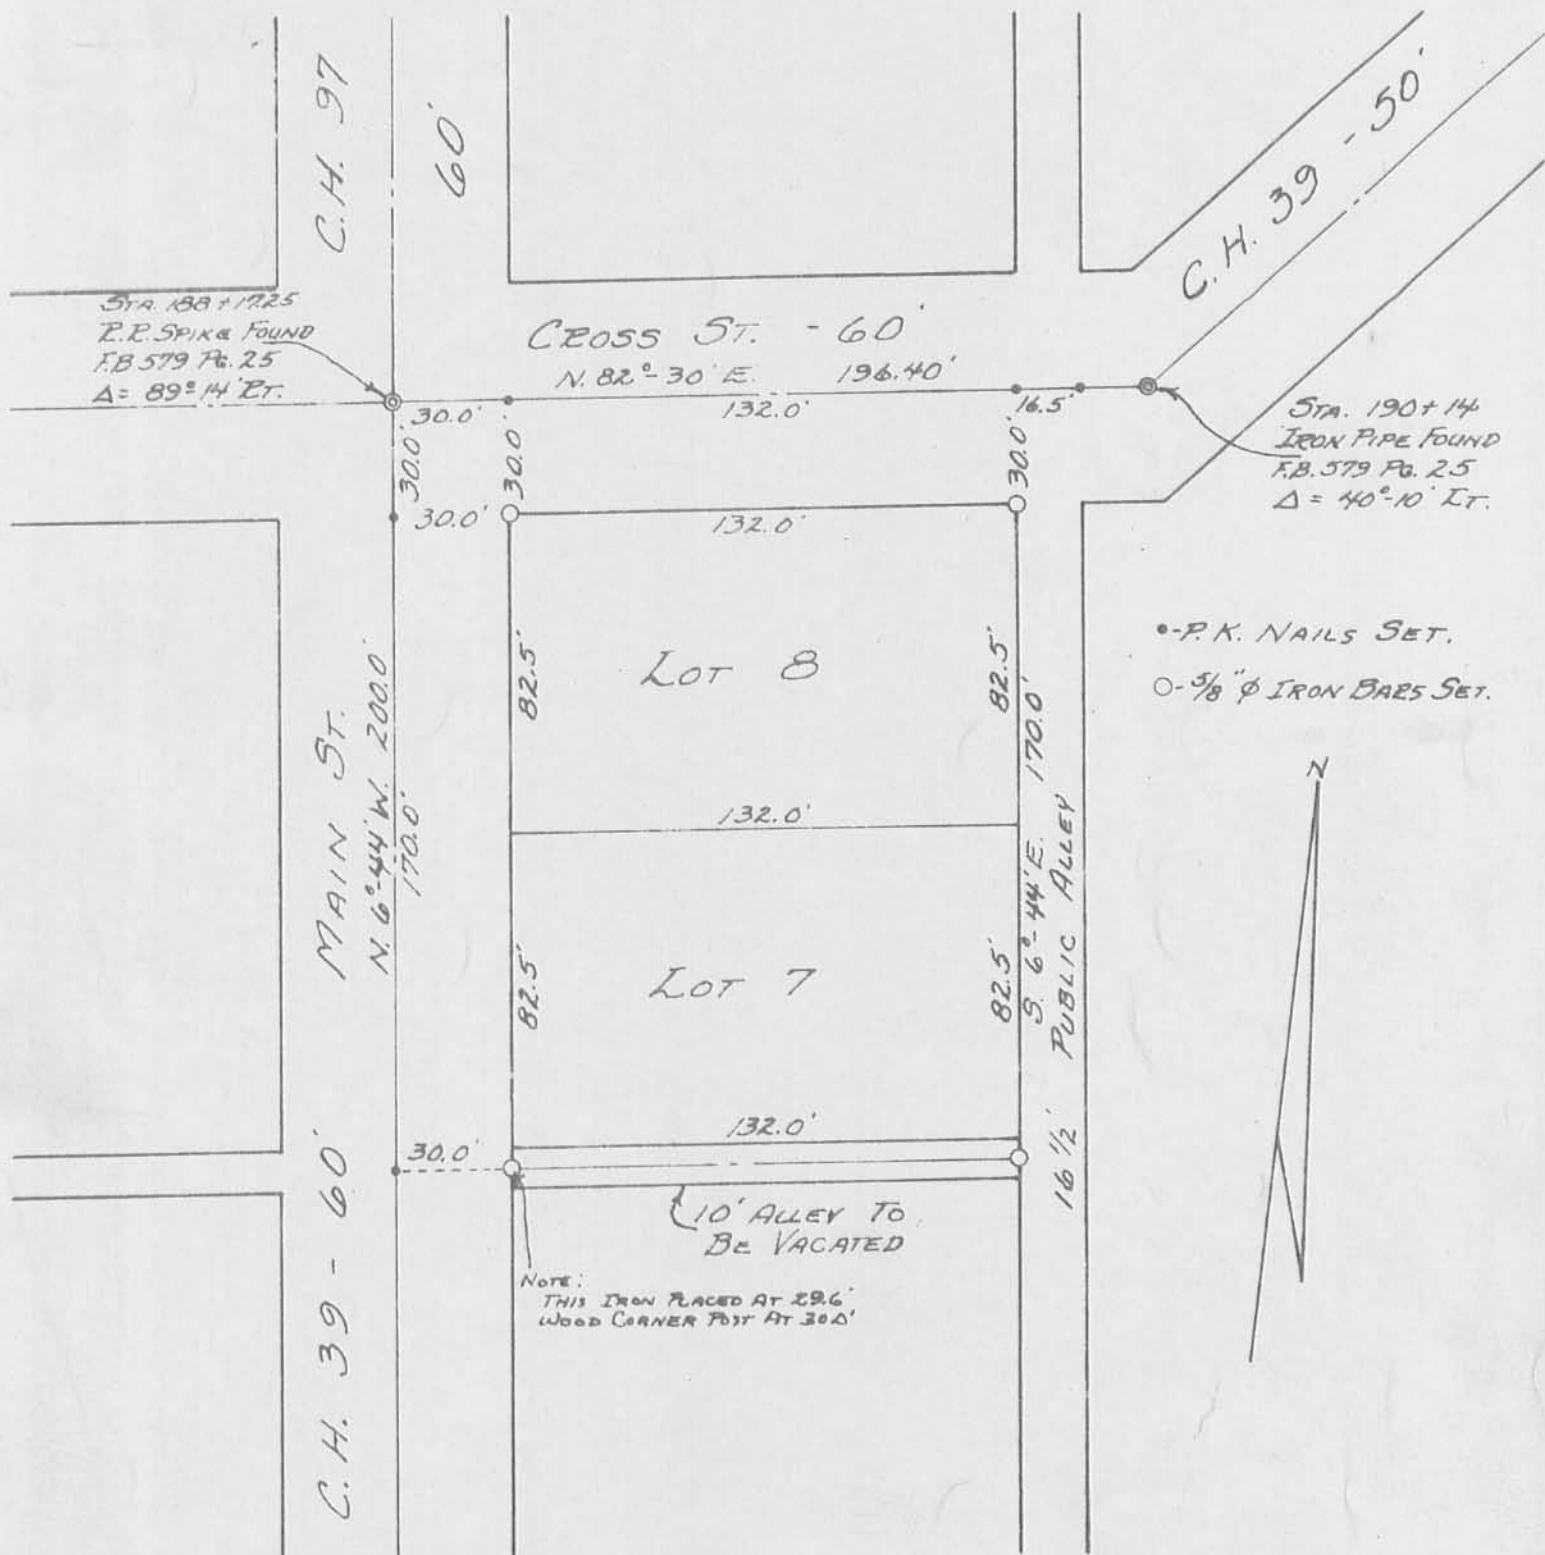 C.H. 97
60'
C.H. 39 - 50'
STA. 188+17.25
R.R. SPIKE FOUND
F.B 579 PG. 25
Δ = 89°-14' RT.
CROSS ST. - 60'
N. 82°-30' E. 196.40'
30.0'
132.0'
16.5'
STA. 190+14
IRON PIPE FOUND
F.B. 579 PG. 25
Δ = 40°-10' LT.
30.0'
30.0'
30.0'
30.0'
132.0'
•-P.K. NAILS SET.
○-5/8"⌀ IRON BARS SET.
82.5'
LOT 8
82.5'
MAIN ST.
N. 6°-44' W. 200.0'
170.0'
132.0'
S. 6°-44' E. 170.0'
PUBLIC ALLEY
N
82.5'
LOT 7
82.5'
30.0'
132.0'
16 1/2'
10' ALLEY TO
BE VACATED
NOTE:
THIS IRON PLACED AT 29.6'
WOOD CORNER POST AT 30.0'
C.H. 39 - 60'